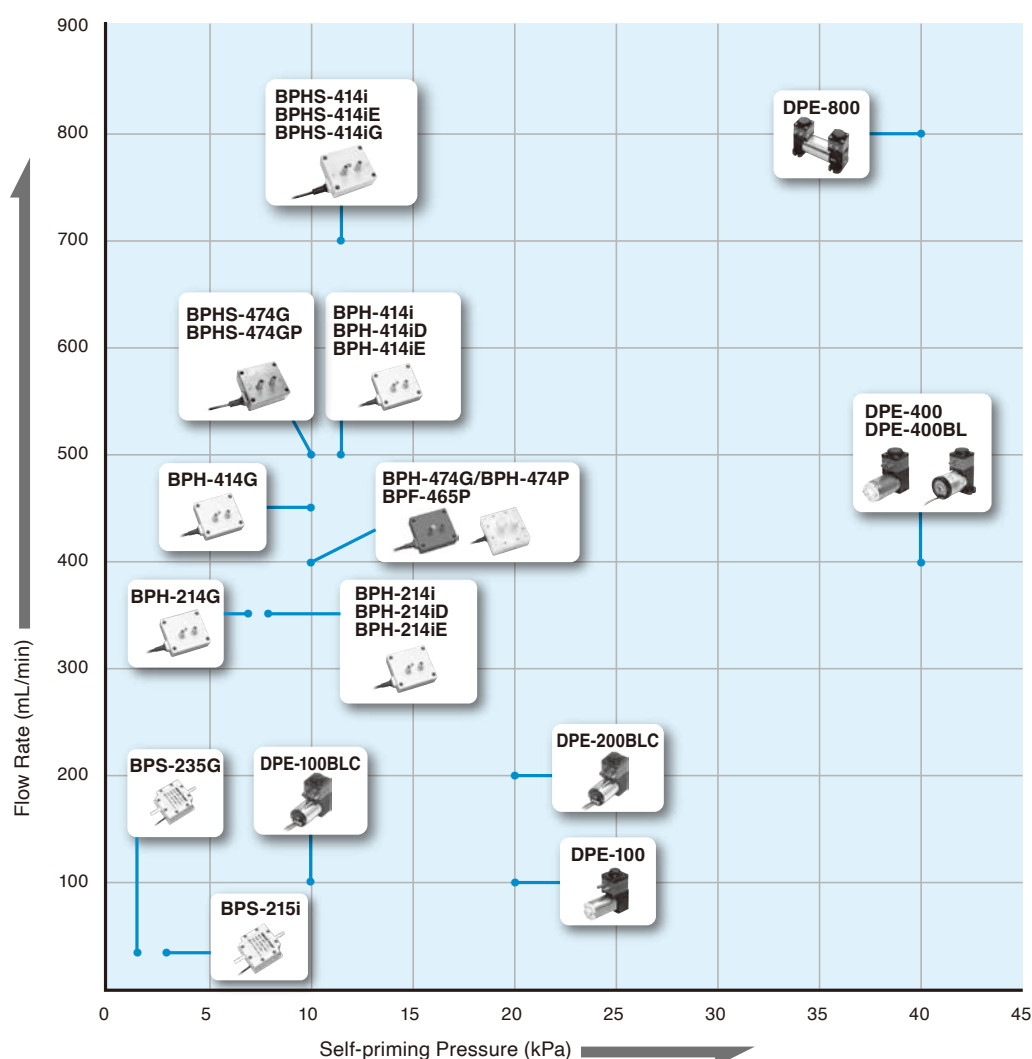 900
800
700
600
500
400
300
200
100
Flow Rate (mL/min)
BPHS-414i
BPHS-414iE
BPHS-414iG
DPE-800
BPHS-474G
BPHS-474GP
BPH-414i
BPH-414iD
BPH-414iE
DPE-400
DPE-400BL
BPH-414G
BPH-474G/BPH-474P
BPF-465P
BPH-214G
BPH-214i
BPH-214iD
BPH-214iE
BPS-235G
DPE-100BLC
DPE-200BLC
DPE-100
BPS-215i
0 5 10 15 20 25 30 35 40 45
Self-priming Pressure (kPa)